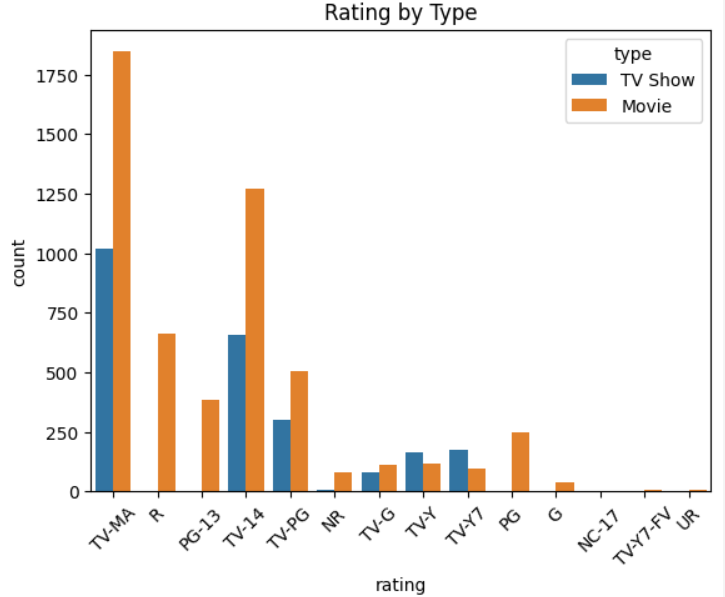 Rating by Type
type
TV Show
Movie
1750
1500
1250
1000
750
500
250
0
count
TV-MA
R
PG-13
TV-14
TV-PG
NR
TV-G
TV-Y
TV-Y7
PG
G
NC-17
TV-Y7-FV
UR
rating